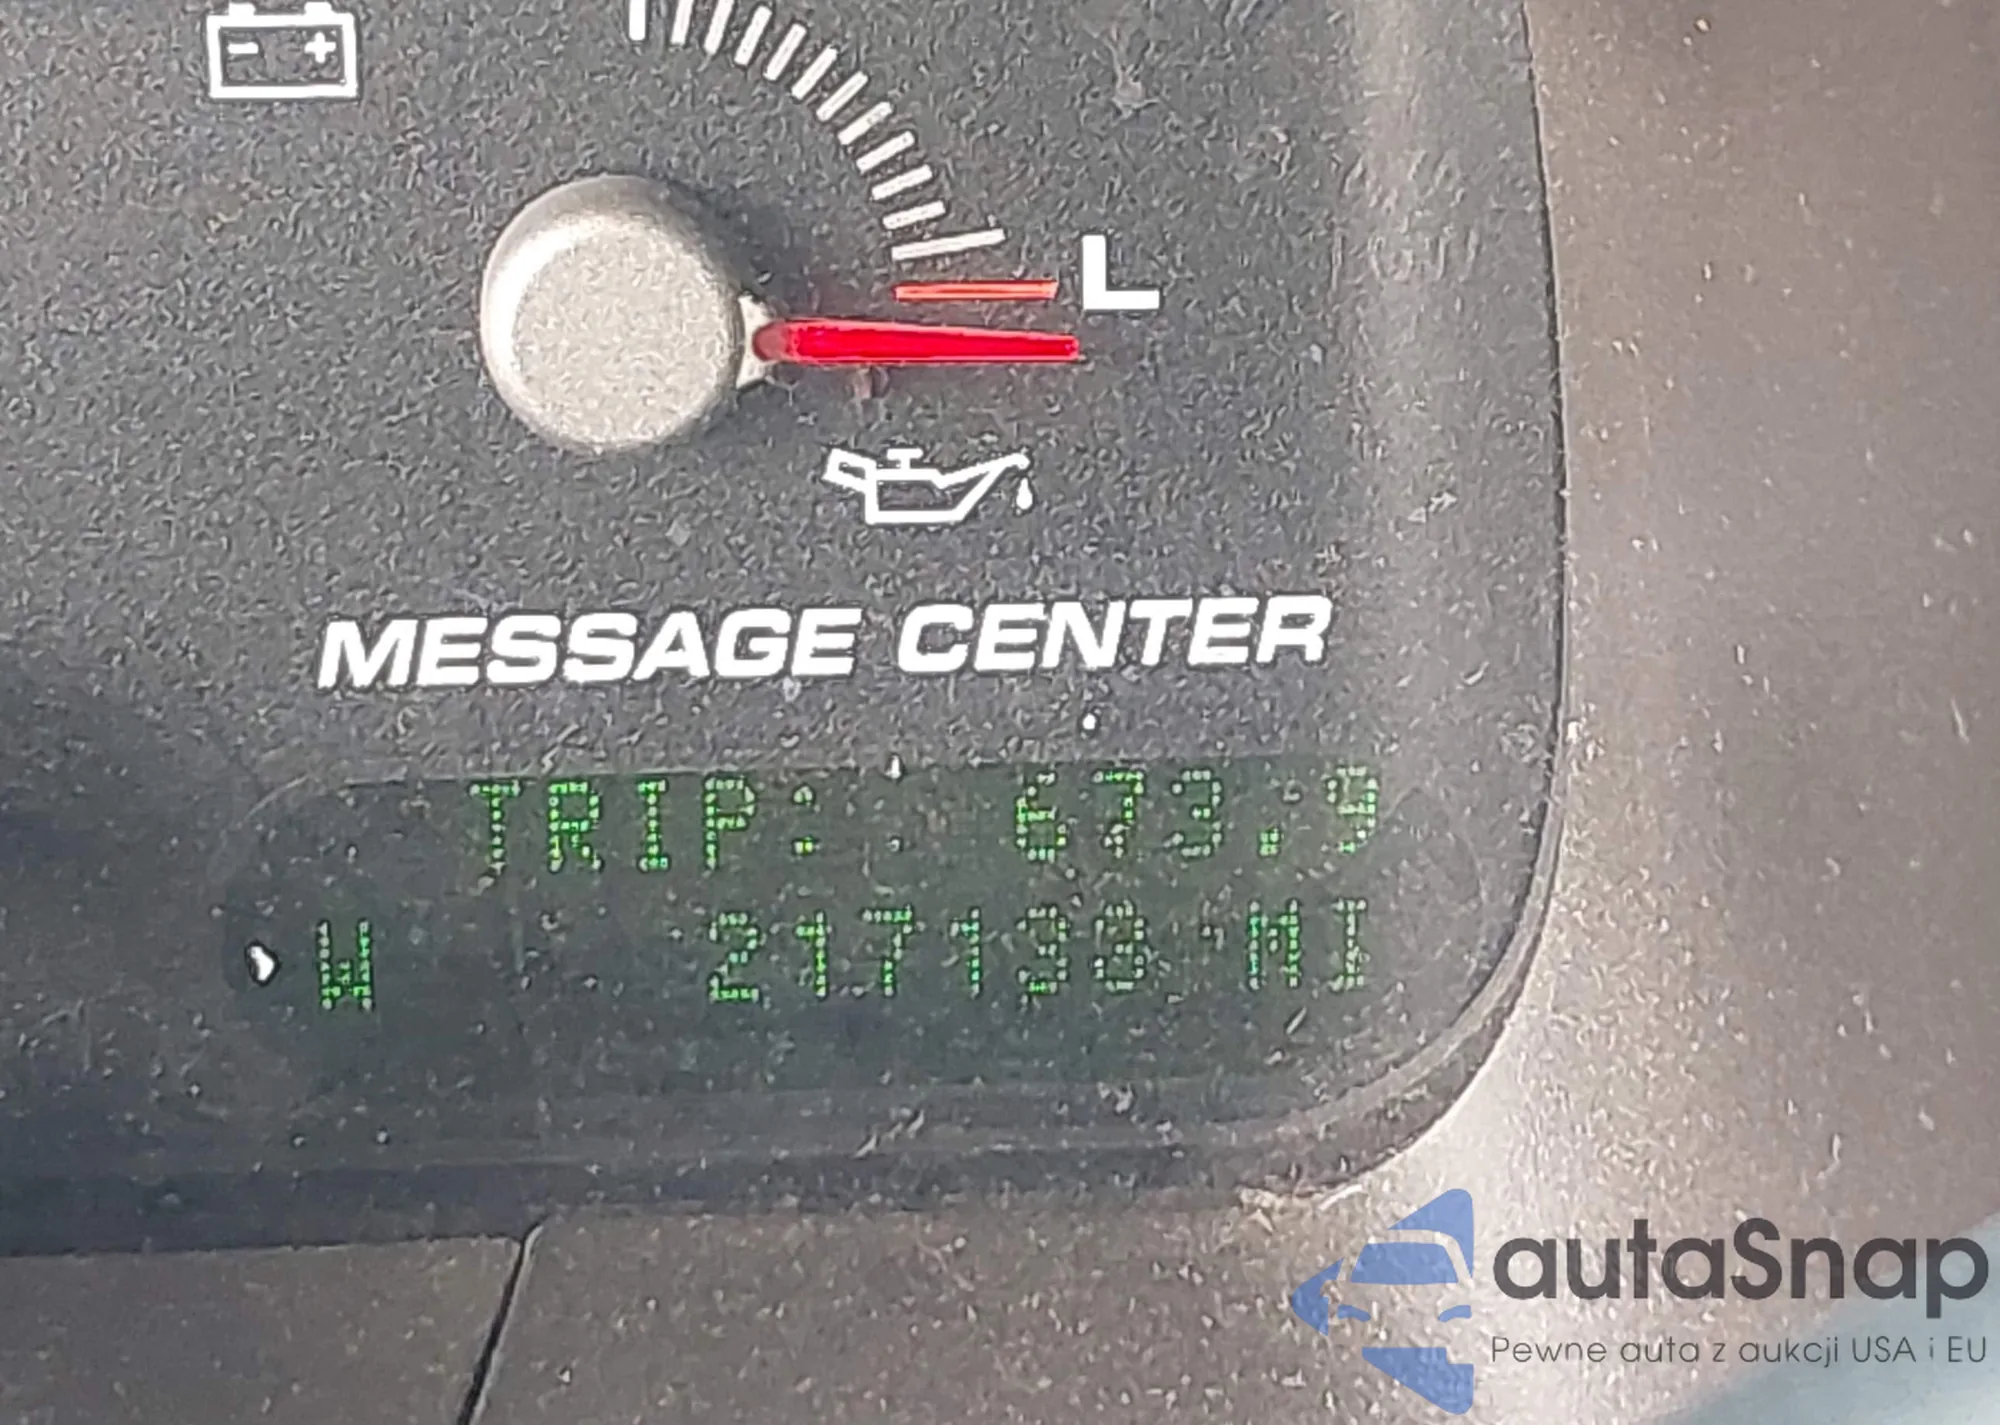 - +
L
MESSAGE CENTER
TRIP: 673.9
W 217138 MI
autaSnap
Pewne auta z aukcji USA i EU